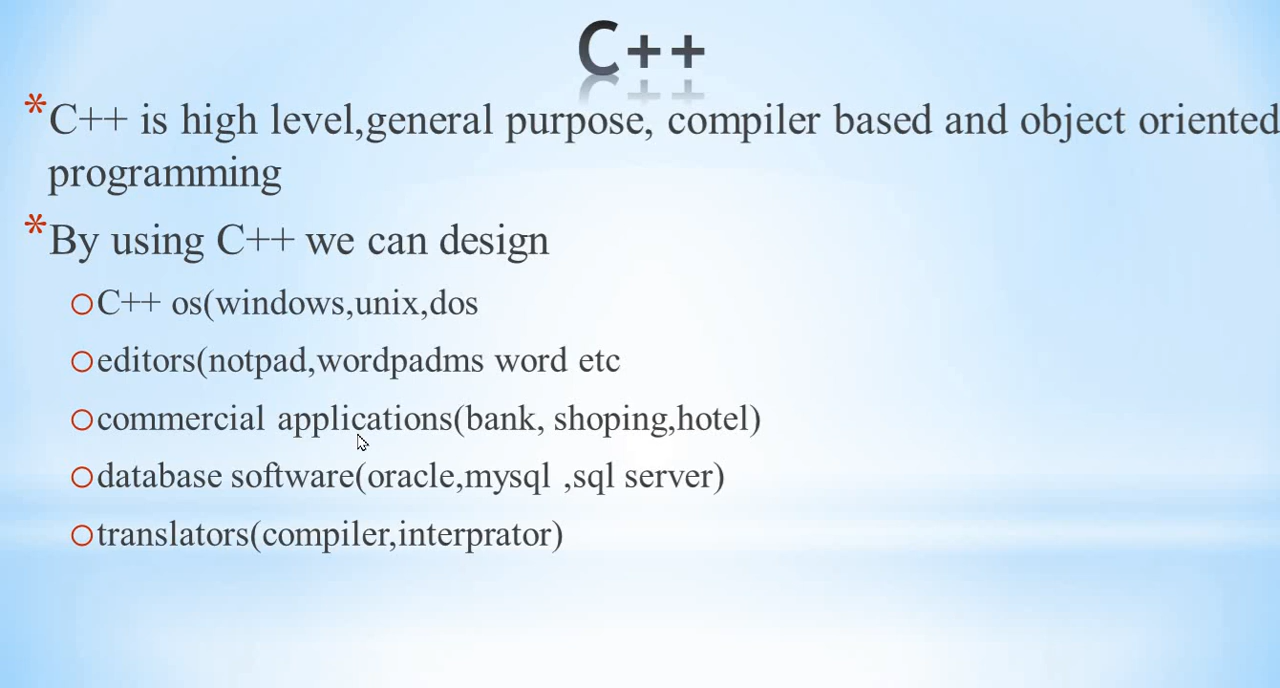 C++
*C++ is high level,general purpose, compiler based and object oriented
programming
*By using C++ we can design
○C++ os(windows,unix,dos
○editors(notpad,wordpadms word etc
○commercial applications(bank, shoping,hotel)
○database software(oracle,mysql ,sql server)
○translators(compiler,interprator)